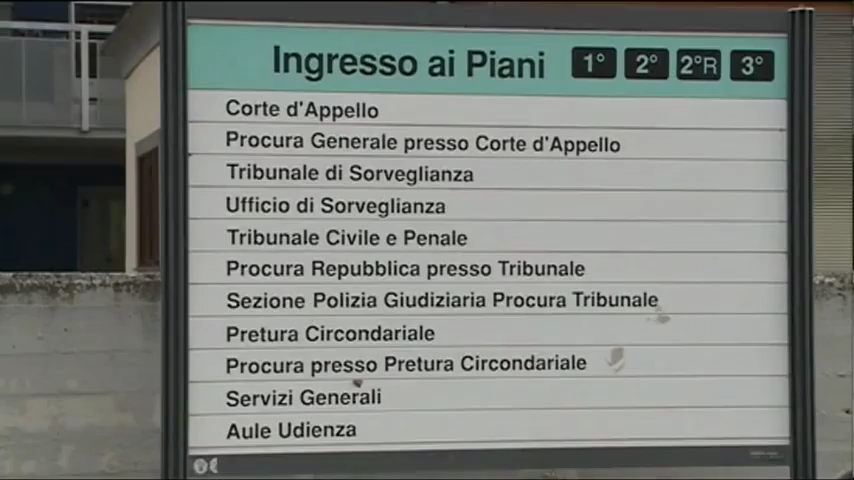 Ingresso ai Piani 1° 2° 2°R 3°
Corte d'Appello
Procura Generale presso Corte d'Appello
Tribunale di Sorveglianza
Ufficio di Sorveglianza
Tribunale Civile e Penale
Procura Repubblica presso Tribunale
Sezione Polizia Giudiziaria Procura Tribunale
Pretura Circondariale
Procura presso Pretura Circondariale
Servizi Generali
Aule Udienza